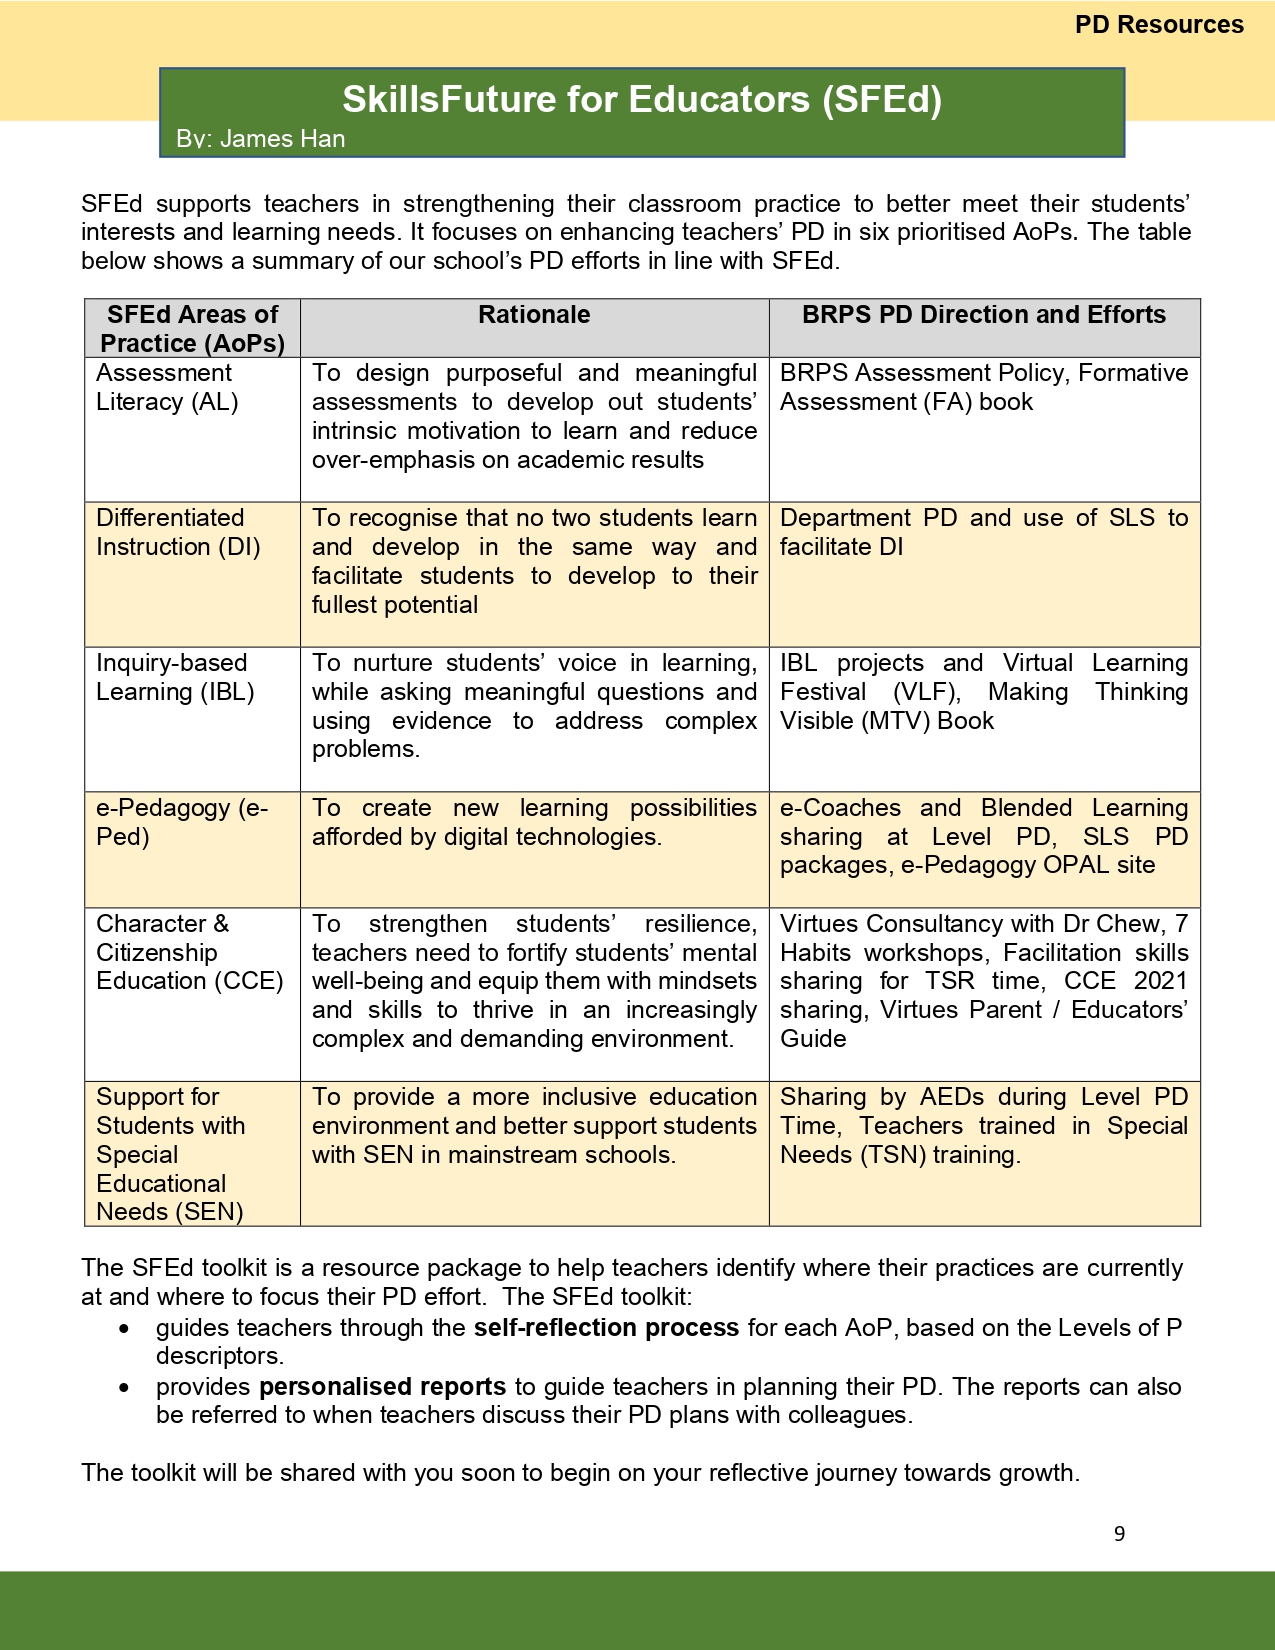 PD Resources
SkillsFuture for Educators (SFEd)
By: James Han
SFEd supports teachers in strengthening their classroom practice to better meet their students’
interests and learning needs. It focuses on enhancing teachers’ PD in six prioritised AoPs. The table
below shows a summary of our school’s PD efforts in line with SFEd.
SFEd Areas of
Practice (AoPs)
Rationale
BRPS PD Direction and Efforts
Assessment
Literacy (AL)
To design purposeful and meaningful
assessments to develop out students’
intrinsic motivation to learn and reduce
over-emphasis on academic results
BRPS Assessment Policy, Formative
Assessment (FA) book
Differentiated
Instruction (DI)
To recognise that no two students learn
and develop in the same way and
facilitate students to develop to their
fullest potential
Department PD and use of SLS to
facilitate DI
Inquiry-based
Learning (IBL)
To nurture students’ voice in learning,
while asking meaningful questions and
using evidence to address complex
problems.
IBL projects and Virtual Learning
Festival (VLF), Making Thinking
Visible (MTV) Book
e-Pedagogy (e-
Ped)
To create new learning possibilities
afforded by digital technologies.
e-Coaches and Blended Learning
sharing at Level PD, SLS PD
packages, e-Pedagogy OPAL site
Character &
Citizenship
Education (CCE)
To strengthen students’ resilience,
teachers need to fortify students’ mental
well-being and equip them with mindsets
and skills to thrive in an increasingly
complex and demanding environment.
Virtues Consultancy with Dr Chew, 7
Habits workshops, Facilitation skills
sharing for TSR time, CCE 2021
sharing, Virtues Parent / Educators’
Guide
Support for
Students with
Special
Educational
Needs (SEN)
To provide a more inclusive education
environment and better support students
with SEN in mainstream schools.
Sharing by AEDs during Level PD
Time, Teachers trained in Special
Needs (TSN) training.
The SFEd toolkit is a resource package to help teachers identify where their practices are currently
at and where to focus their PD effort.  The SFEd toolkit:
• guides teachers through the self-reflection process for each AoP, based on the Levels of P
descriptors.
• provides personalised reports to guide teachers in planning their PD. The reports can also
be referred to when teachers discuss their PD plans with colleagues.
The toolkit will be shared with you soon to begin on your reflective journey towards growth.
9